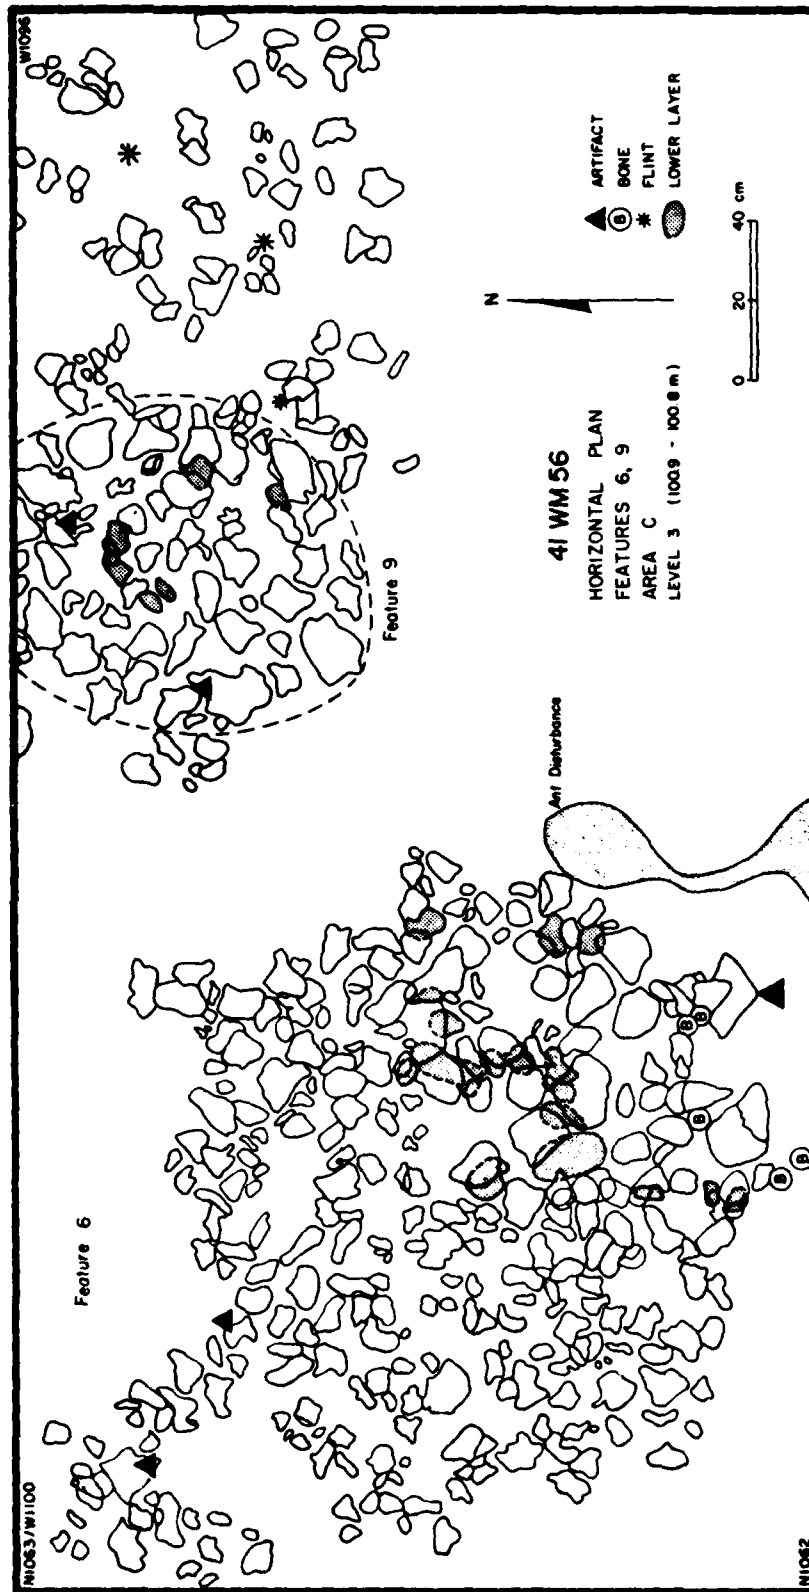 N1063/W1100
W1096
Feature 6
Feature 9
Ant Disturbance
B
B
B
B
B
N1062
41 WM 56
HORIZONTAL PLAN
FEATURES 6, 9
AREA C
LEVEL 3 (100.9 - 100.8 m)
N
ARTIFACT
B BONE
FLINT
LOWER LAYER
0 20 40 cm